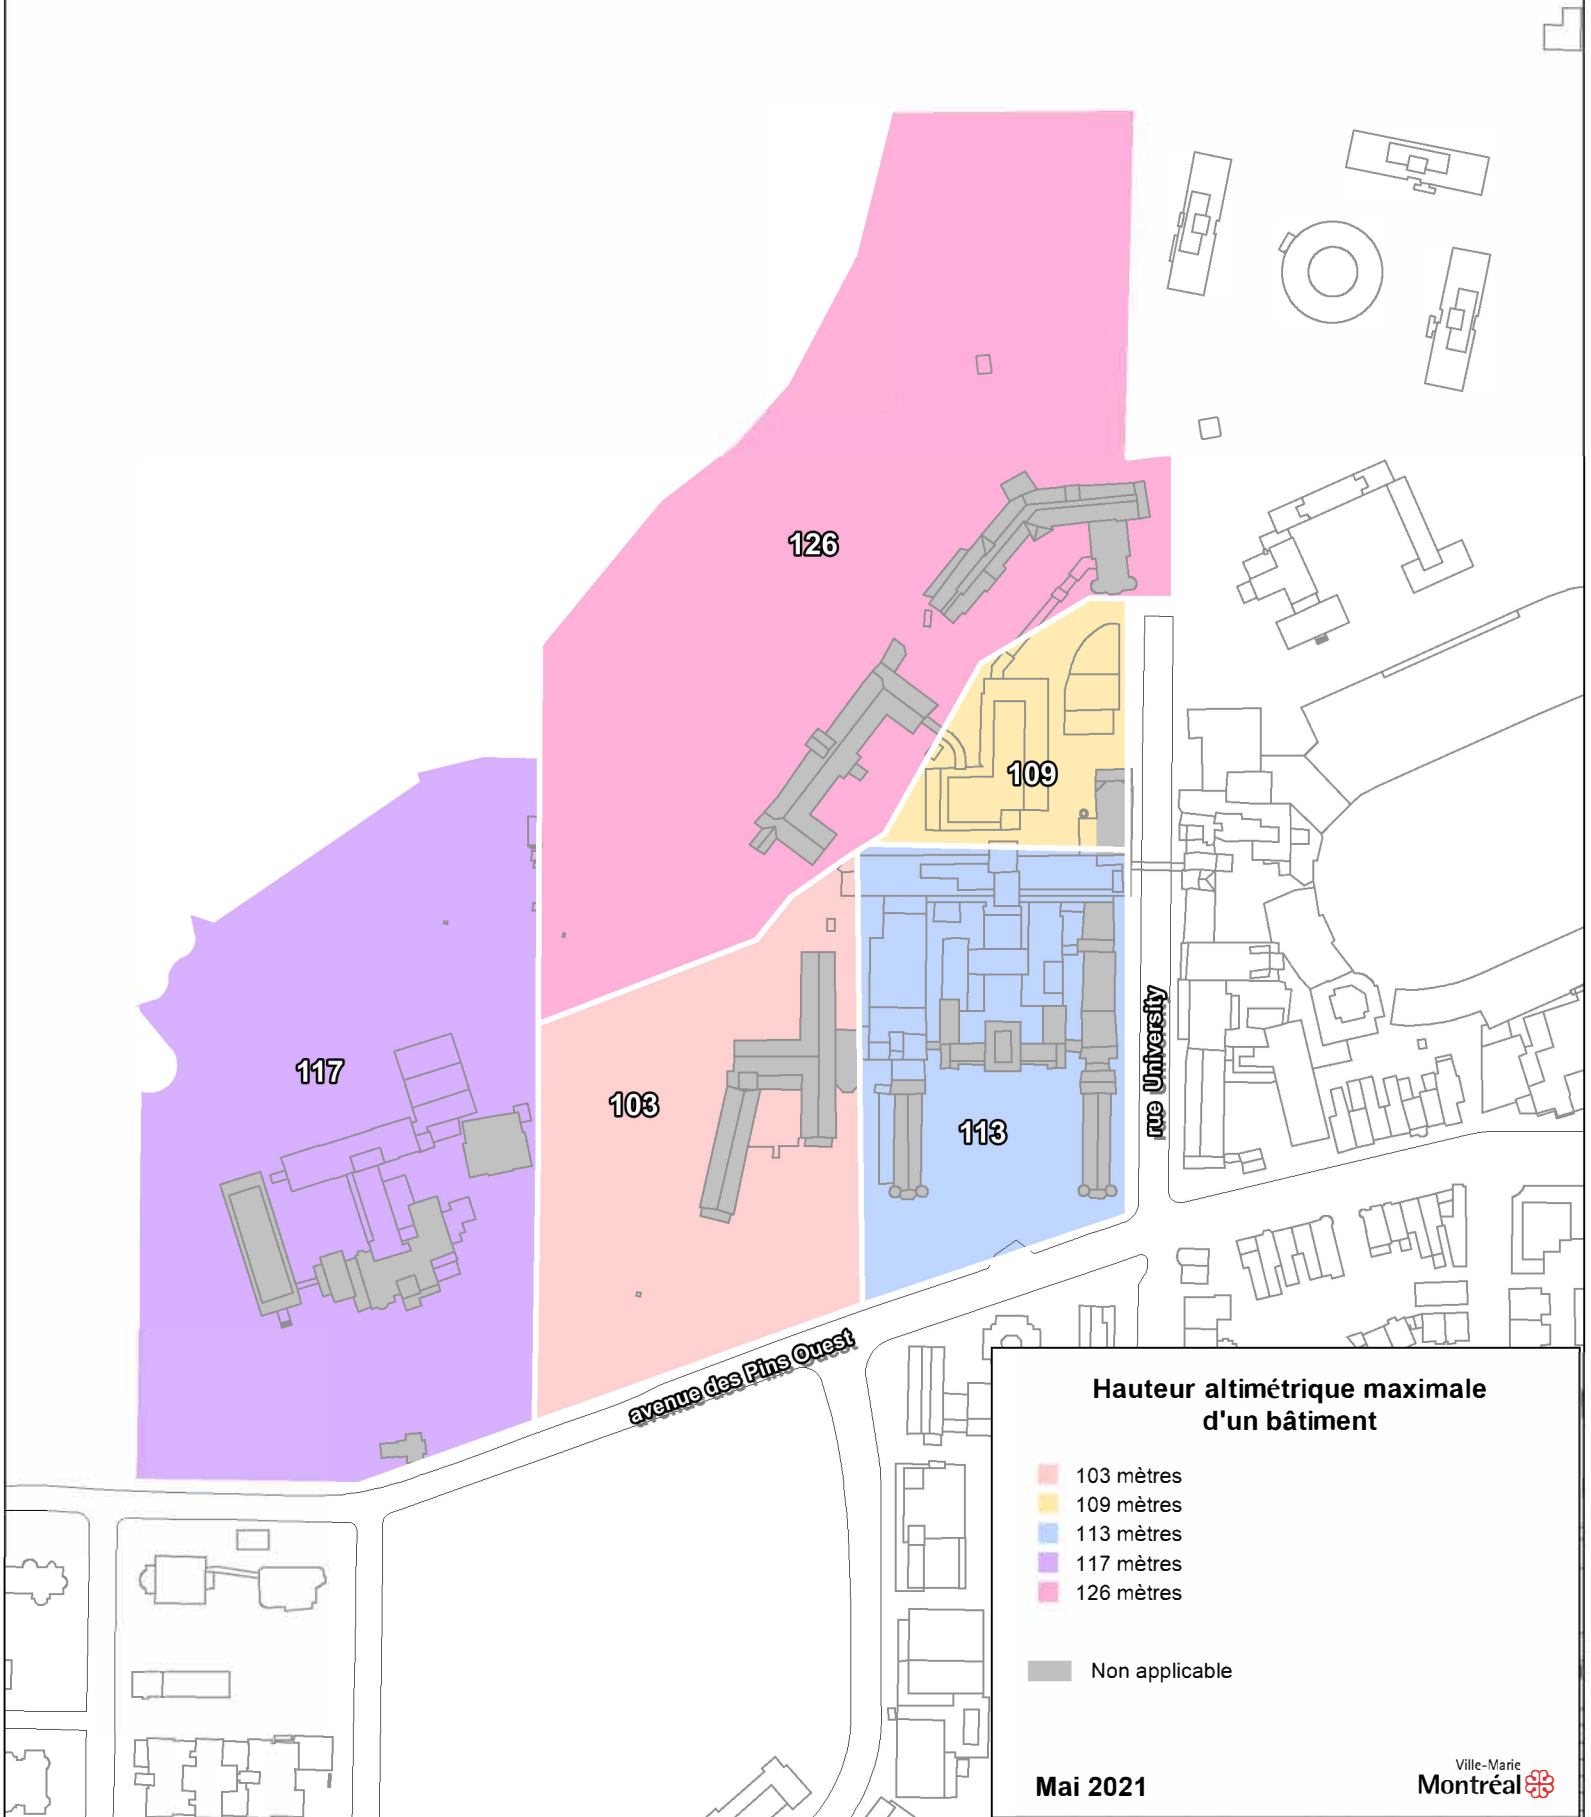 126
109
117
103
113
rue University
avenue des Pins Ouest
Hauteur altimétrique maximale
d'un bâtiment
103 mètres
109 mètres
113 mètres
117 mètres
126 mètres
Non applicable
Mai 2021
Ville-Marie
Montréal